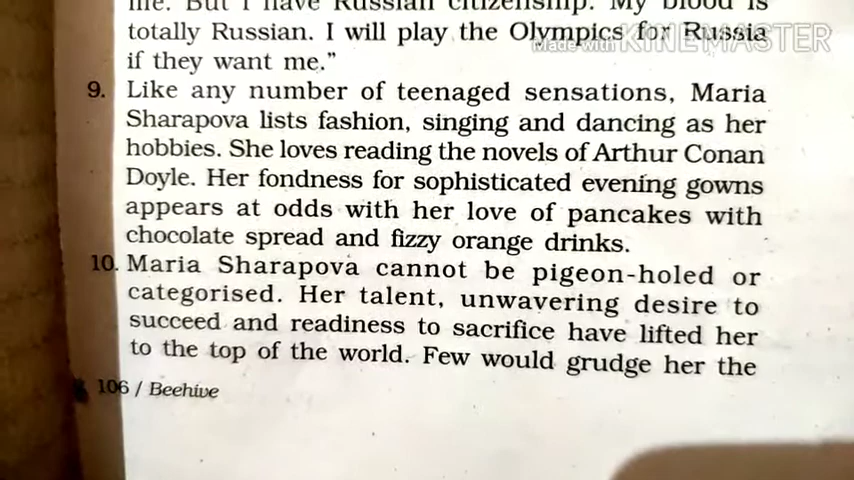 me. But I have Russian citizenship. My blood is
totally Russian. I will play the Olympics for Russia
Made with KINEMASTER
if they want me."
9. Like any number of teenaged sensations, Maria
Sharapova lists fashion, singing and dancing as her
hobbies. She loves reading the novels of Arthur Conan
Doyle. Her fondness for sophisticated evening gowns
appears at odds with her love of pancakes with
chocolate spread and fizzy orange drinks.
10. Maria Sharapova cannot be pigeon-holed or
categorised. Her talent, unwavering desire to
succeed and readiness to sacrifice have lifted her
to the top of the world. Few would grudge her the
106 / Beehive